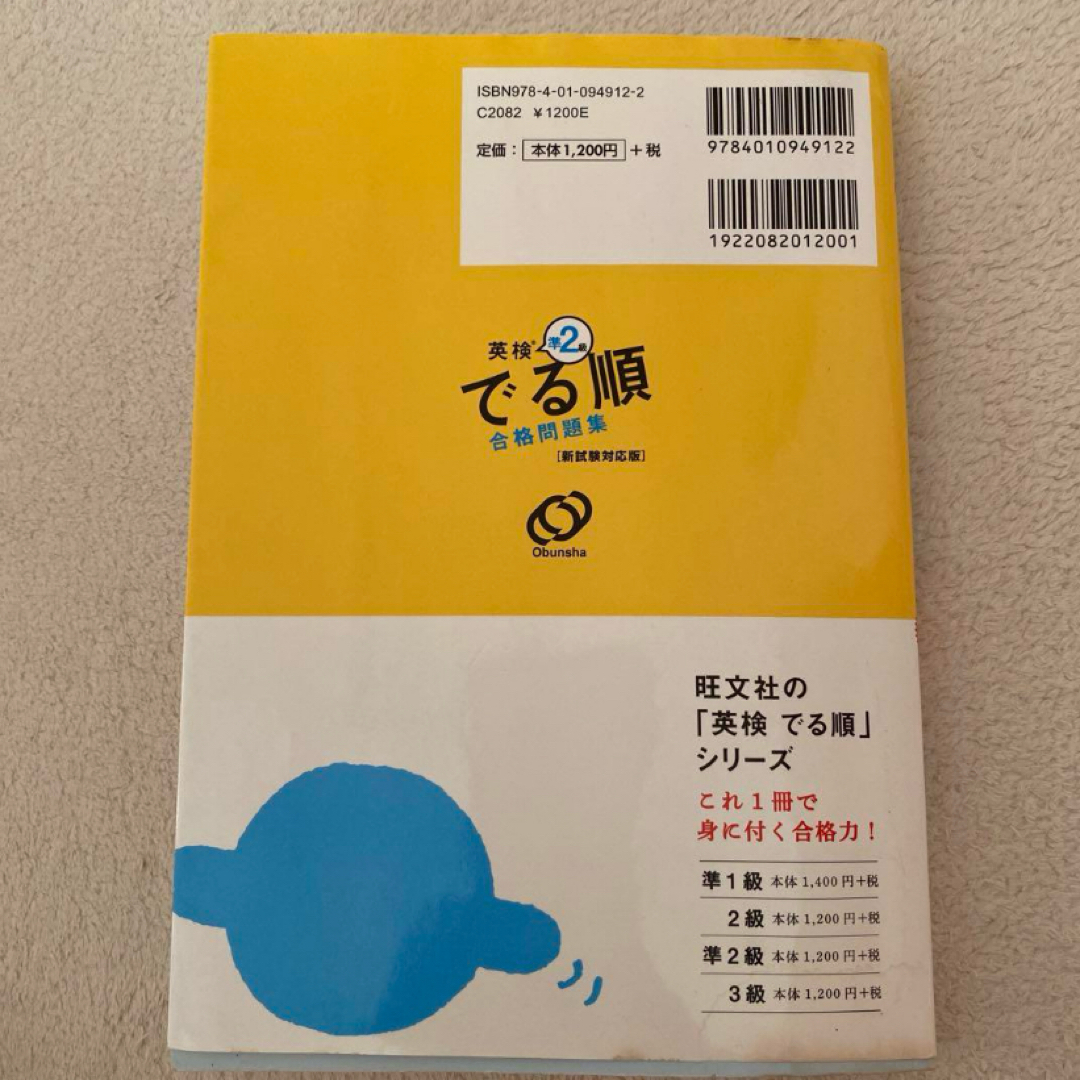 ISBN978-4-01-094912-2
C2082 ¥1200E
定価：本体1,200円＋税
9784010949122
1922082012001
英検® 準2級
でる順
合格問題集
［新試験対応版］
Obunsha
旺文社の
「英検 でる順」
シリーズ
これ1冊で
身に付く合格力！
準1級 本体1,400円+税
2級 本体1,200円+税
準2級 本体1,200円+税
3級 本体1,200円+税